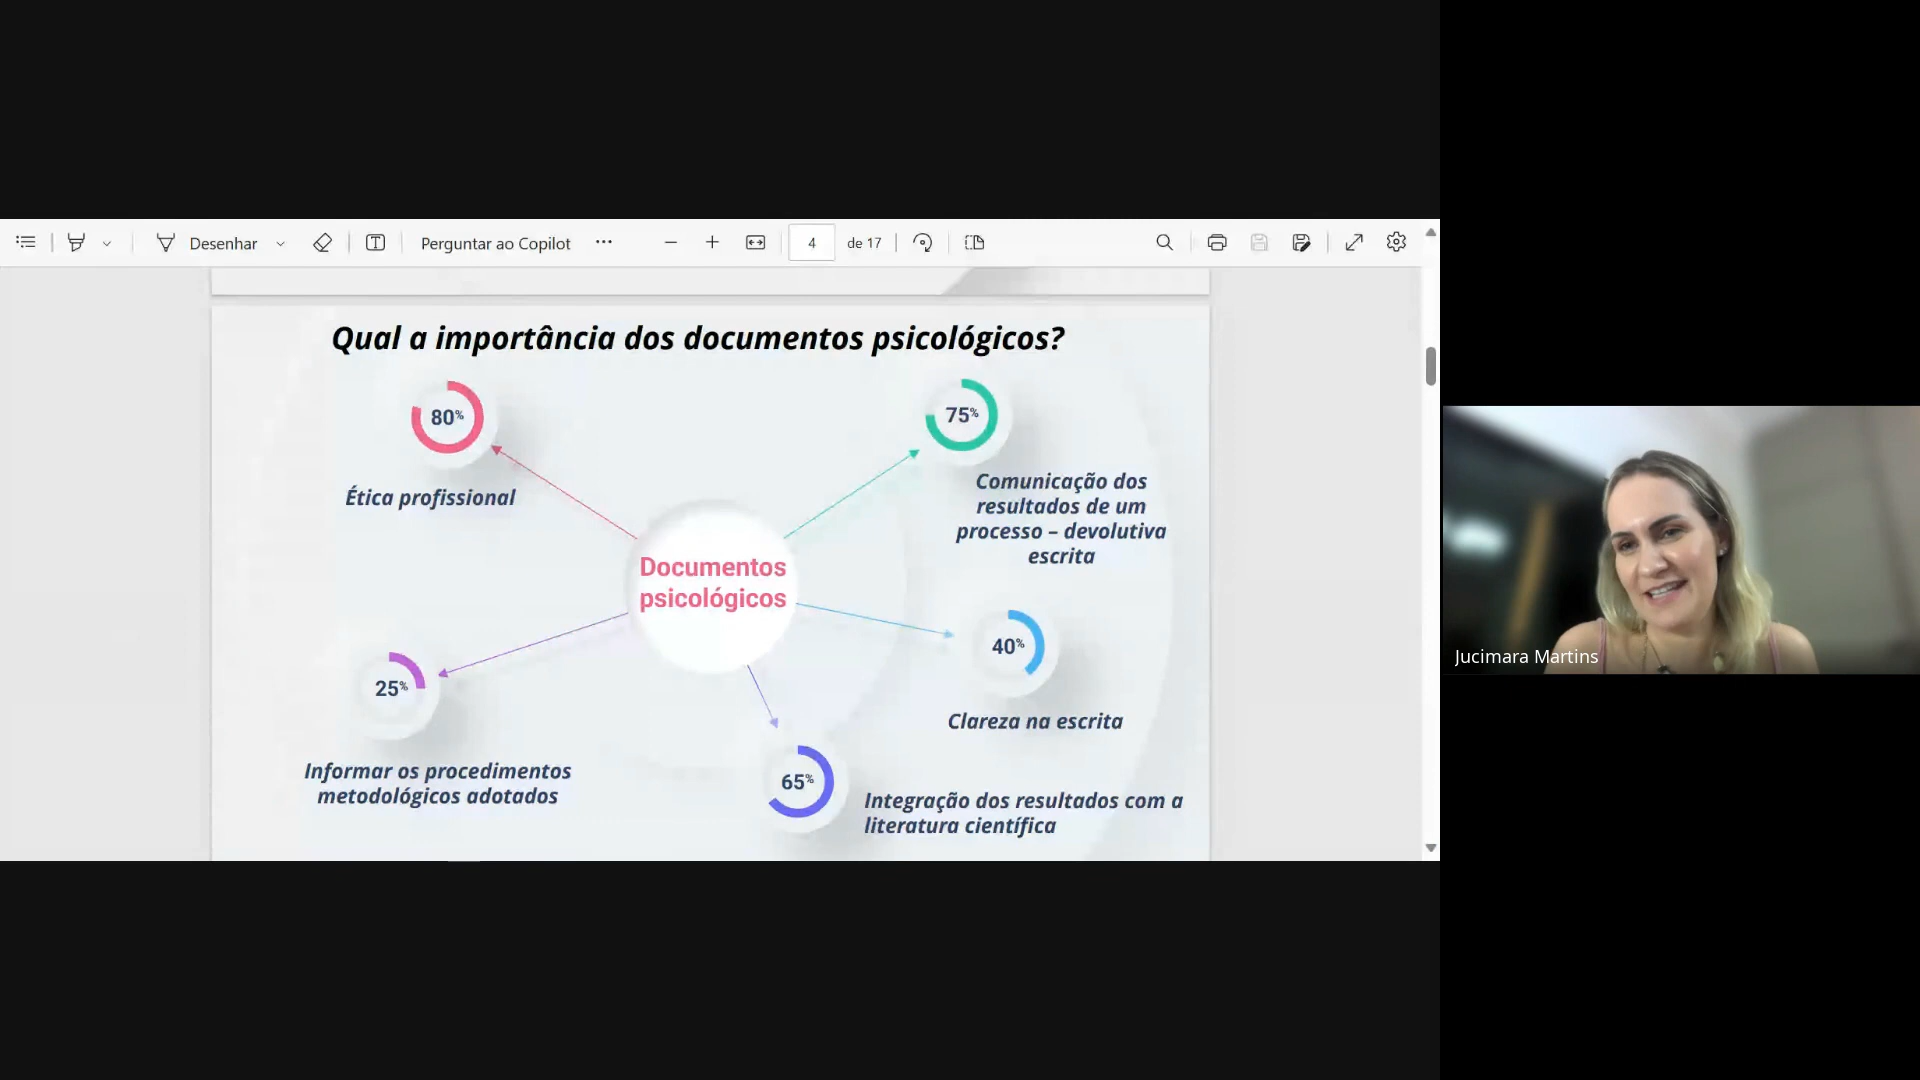 Desenhar
Perguntar ao Copilot
4 de 17
Qual a importância dos documentos psicológicos?
80%
Ética profissional
75%
Comunicação dos
resultados de um
processo – devolutiva
escrita
Documentos
psicológicos
40%
Clareza na escrita
25%
Informar os procedimentos
metodológicos adotados
65%
Integração dos resultados com a
literatura científica
Jucimara Martins